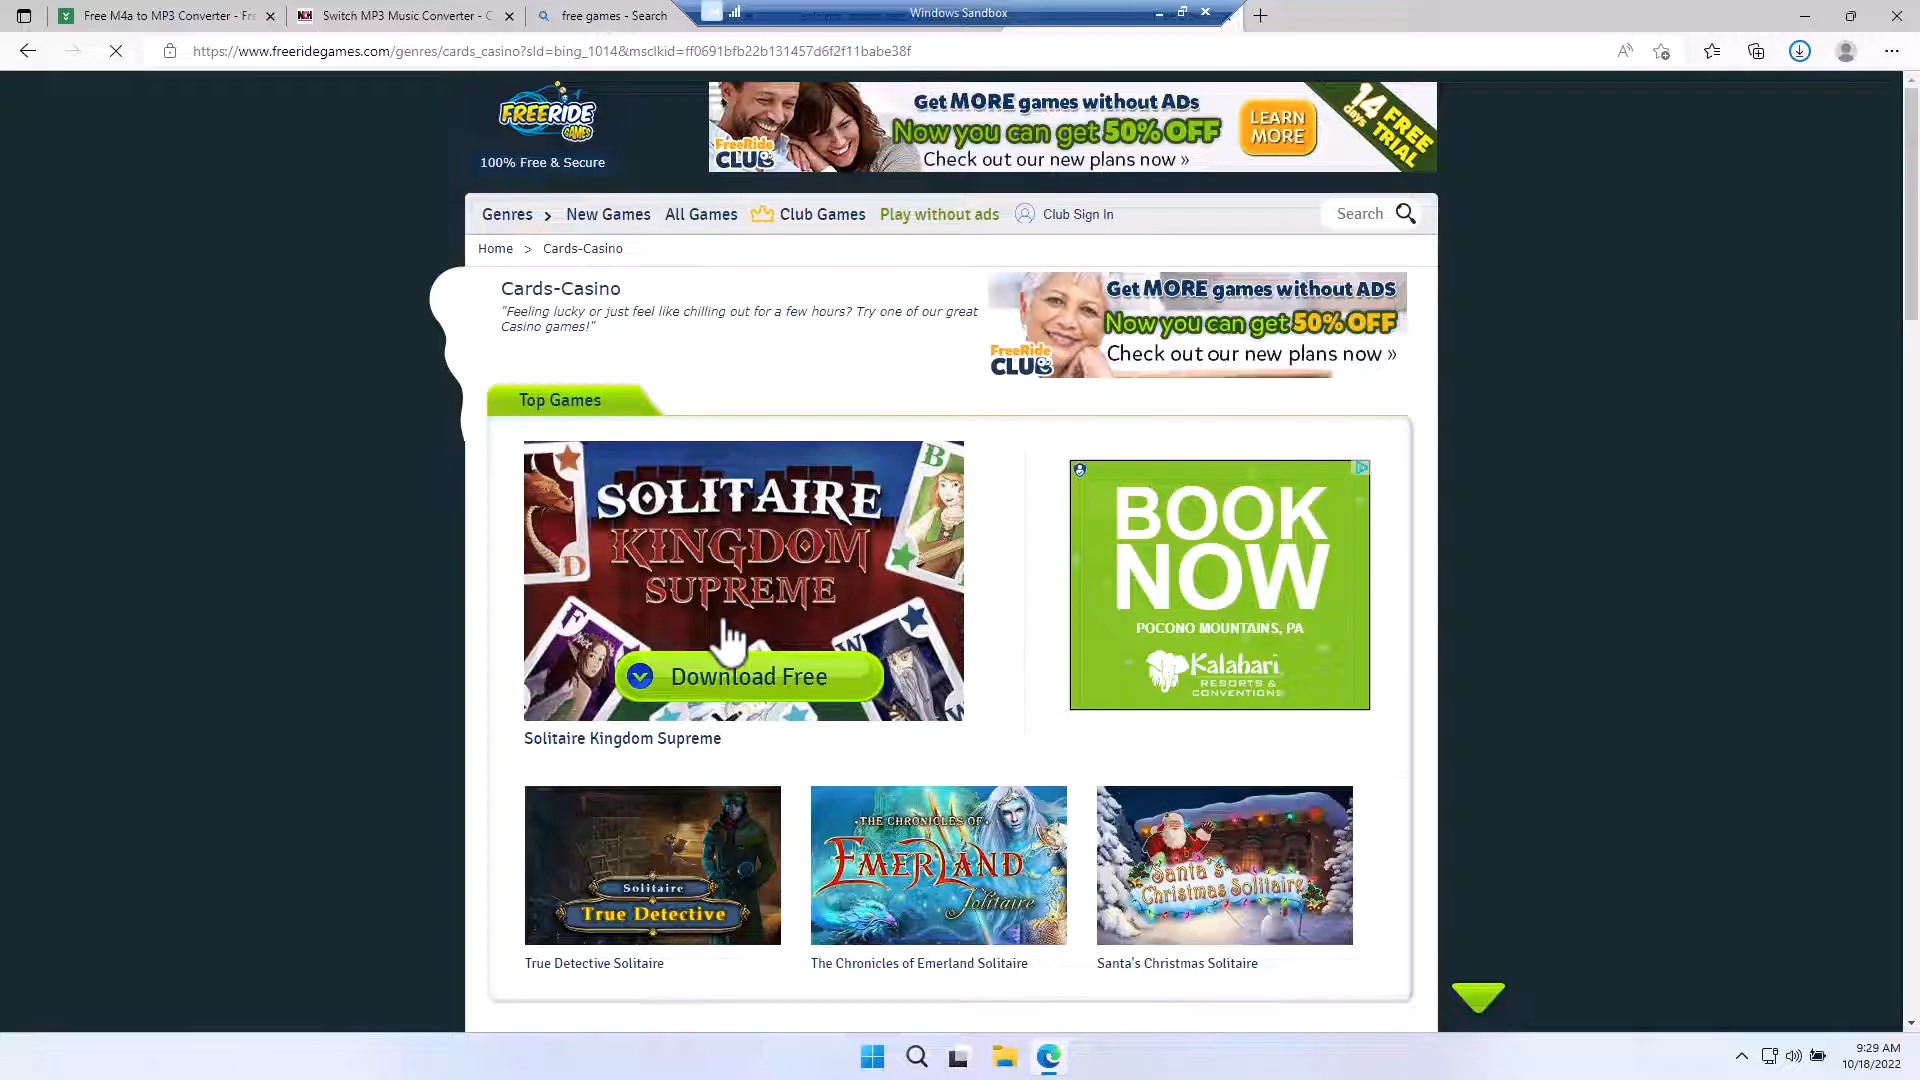 Free M4a to MP3 Converter - Fre
Switch MP3 Music Converter - C
free games - Search
Windows Sandbox
https://www.freeridegames.com/genres/cards_casino?sId=bing_1014&msclkid=ff0691bfb22b131457d6f2f11babe38f
FREERIDE
GAMES
100% Free & Secure
Get MORE games without ADs
Now you can get 50% OFF
Check out our new plans now »
FreeRide
CLUB
LEARN
MORE
14 FREE
days TRIAL
Genres > New Games All Games Club Games Play without ads Club Sign In Search
Home > Cards-Casino
Cards-Casino
"Feeling lucky or just feel like chilling out for a few hours? Try one of our great
Casino games!"
Get MORE games without ADS
Now you can get 50% OFF
Check out our new plans now »
FreeRide
CLUB
Top Games
B
D
F
W
SOLITAIRE
KINGDOM
SUPREME
Download Free
Solitaire Kingdom Supreme
BOOK
NOW
POCONO MOUNTAINS, PA
Kalahari
RESORTS &
CONVENTIONS
Solitaire
True Detective
True Detective Solitaire
THE CHRONICLES OF
EMERLAND
Solitaire
The Chronicles of Emerland Solitaire
Santa's
Christmas Solitaire
Santa's Christmas Solitaire
9:29 AM
10/18/2022